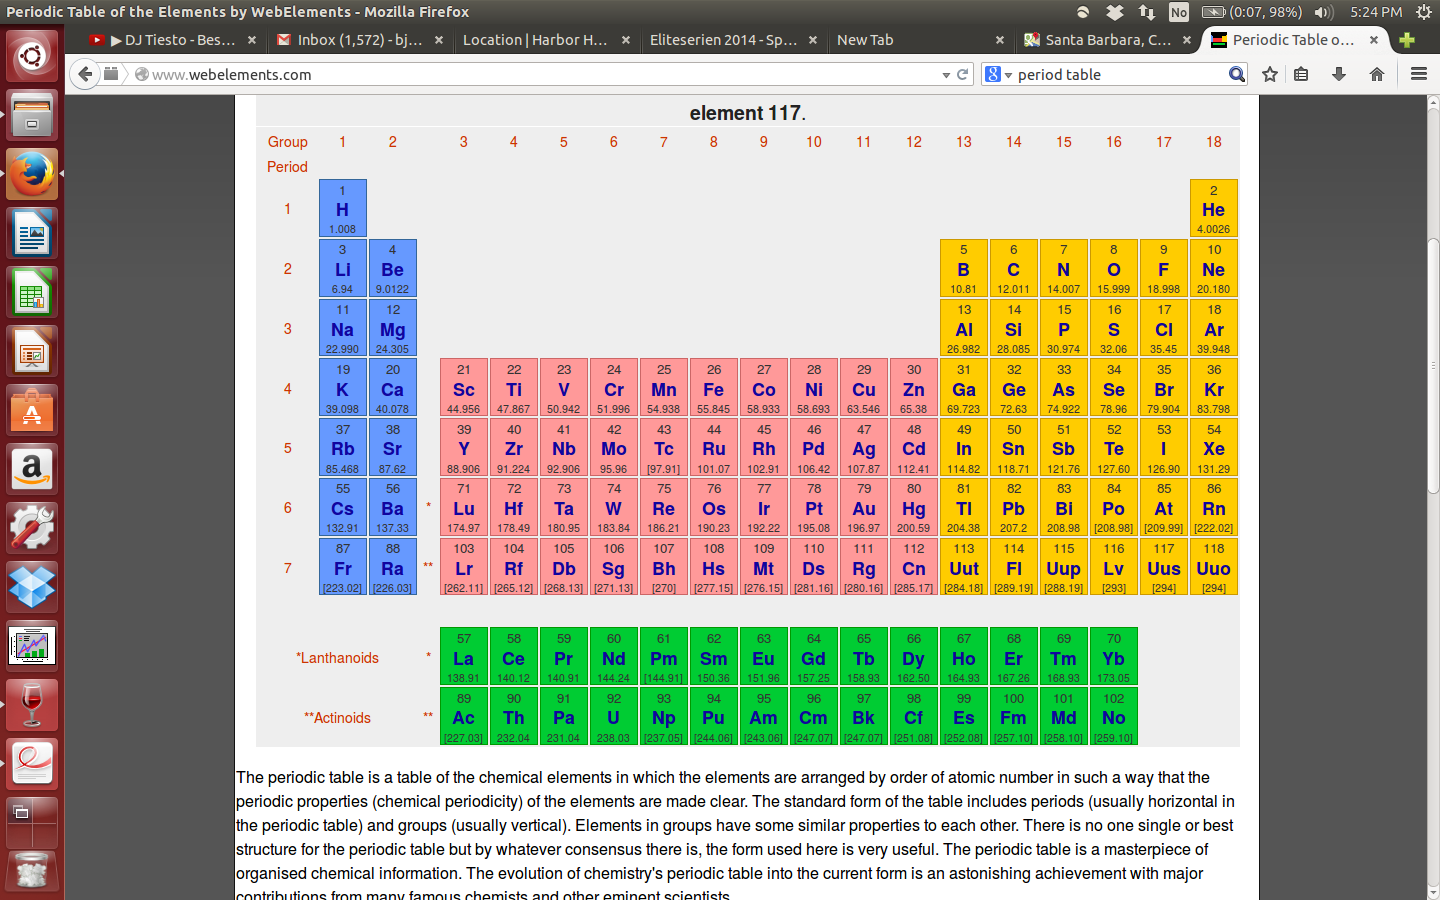 Periodic Table of the Elements by WebElements - Mozilla Firefox
No
(0:07, 98%)
5:24 PM
▶ DJ Tiesto - Bes...
Inbox (1,572) - bj...
Location | Harbor H...
Eliteserien 2014 - Sp...
New Tab
Santa Barbara, C...
Periodic Table o...
www.webelements.com
period table
element 117.
Group 1 2 3 4 5 6 7 8 9 10 11 12 13 14 15 16 17 18
Period
1 2
1 H He
1.008 4.0026
3 4 5 6 7 8 9 10
2 Li Be B C N O F Ne
6.94 9.0122 10.81 12.011 14.007 15.999 18.998 20.180
11 12 13 14 15 16 17 18
3 Na Mg Al Si P S Cl Ar
22.990 24.305 26.982 28.085 30.974 32.06 35.45 39.948
19 20 21 22 23 24 25 26 27 28 29 30 31 32 33 34 35 36
4 K Ca Sc Ti V Cr Mn Fe Co Ni Cu Zn Ga Ge As Se Br Kr
39.098 40.078 44.956 47.867 50.942 51.996 54.938 55.845 58.933 58.693 63.546 65.38 69.723 72.63 74.922 78.96 79.904 83.798
37 38 39 40 41 42 43 44 45 46 47 48 49 50 51 52 53 54
5 Rb Sr Y Zr Nb Mo Tc Ru Rh Pd Ag Cd In Sn Sb Te I Xe
85.468 87.62 88.906 91.224 92.906 95.96 [97.91] 101.07 102.91 106.42 107.87 112.41 114.82 118.71 121.76 127.60 126.90 131.29
55 56 71 72 73 74 75 76 77 78 79 80 81 82 83 84 85 86
6 Cs Ba * Lu Hf Ta W Re Os Ir Pt Au Hg Tl Pb Bi Po At Rn
132.91 137.33 174.97 178.49 180.95 183.84 186.21 190.23 192.22 195.08 196.97 200.59 204.38 207.2 208.98 [208.98] [209.99] [222.02]
87 88 103 104 105 106 107 108 109 110 111 112 113 114 115 116 117 118
7 Fr Ra ** Lr Rf Db Sg Bh Hs Mt Ds Rg Cn Uut Fl Uup Lv Uus Uuo
[223.02] [226.03] [262.11] [265.12] [268.13] [271.13] [270] [277.15] [276.15] [281.16] [280.16] [285.17] [284.18] [289.19] [288.19] [293] [294] [294]
57 58 59 60 61 62 63 64 65 66 67 68 69 70
*Lanthanoids * La Ce Pr Nd Pm Sm Eu Gd Tb Dy Ho Er Tm Yb
138.91 140.12 140.91 144.24 [144.91] 150.36 151.96 157.25 158.93 162.50 164.93 167.26 168.93 173.05
89 90 91 92 93 94 95 96 97 98 99 100 101 102
**Actinoids ** Ac Th Pa U Np Pu Am Cm Bk Cf Es Fm Md No
[227.03] 232.04 231.04 238.03 [237.05] [244.06] [243.06] [247.07] [247.07] [251.08] [252.08] [257.10] [258.10] [259.10]
The periodic table is a table of the chemical elements in which the elements are arranged by order of atomic number in such a way that the
periodic properties (chemical periodicity) of the elements are made clear. The standard form of the table includes periods (usually horizontal in
the periodic table) and groups (usually vertical). Elements in groups have some similar properties to each other. There is no one single or best
structure for the periodic table but by whatever consensus there is, the form used here is very useful. The periodic table is a masterpiece of
organised chemical information. The evolution of chemistry's periodic table into the current form is an astonishing achievement with major
contributions from many famous chemists and other eminent scientists.